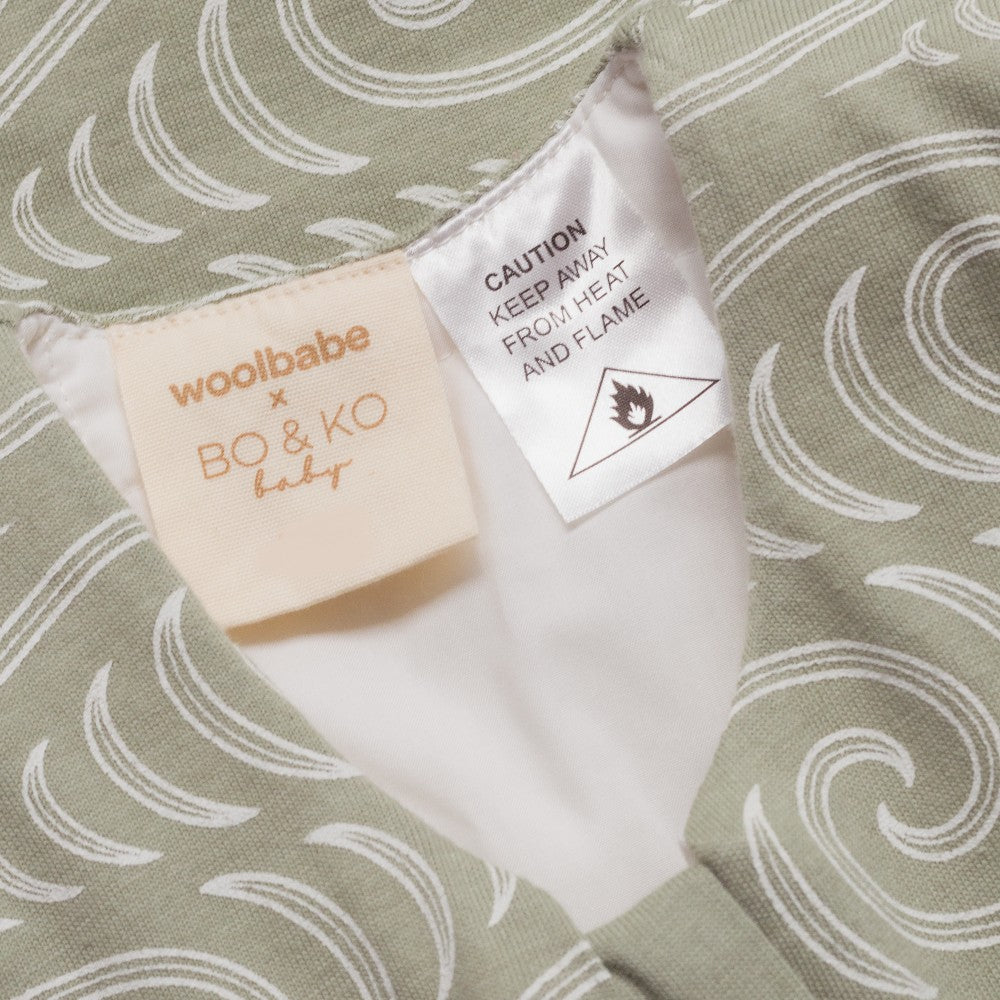 woolbabe
x
BO & KO
baby
CAUTION
KEEP AWAY
FROM HEAT
AND FLAME